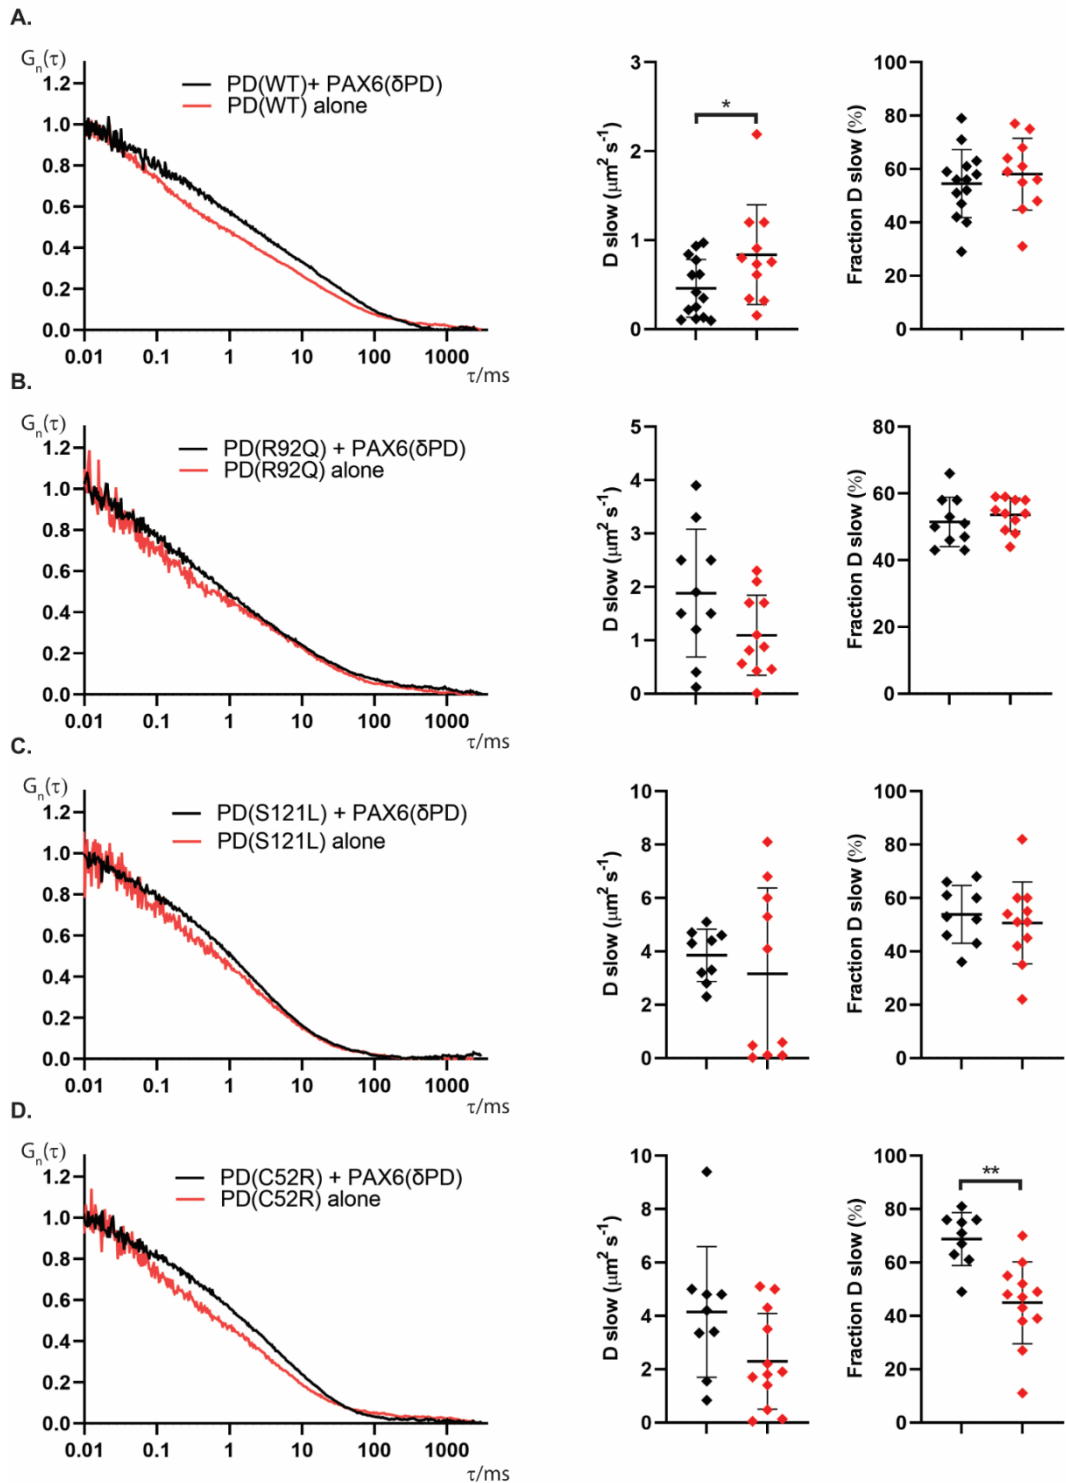 A.
Gn(τ)
1.2
1.0
0.8
0.6
0.4
0.2
0.0
0.01 0.1 1 10 100 1000
τ/ms
PD(WT)+ PAX6(δPD)
PD(WT) alone
D slow (μm² s⁻¹)
3
2
1
0
*
Fraction D slow (%)
100
80
60
40
20
0
B.
Gn(τ)
1.2
1.0
0.8
0.6
0.4
0.2
0.0
0.01 0.1 1 10 100 1000
τ/ms
PD(R92Q) + PAX6(δPD)
PD(R92Q) alone
D slow (μm² s⁻¹)
5
4
3
2
1
0
Fraction D slow (%)
80
60
40
20
0
C.
Gn(τ)
1.2
1.0
0.8
0.6
0.4
0.2
0.0
0.01 0.1 1 10 100 1000
τ/ms
PD(S121L) + PAX6(δPD)
PD(S121L) alone
D slow (μm² s⁻¹)
10
8
6
4
2
0
Fraction D slow (%)
100
80
60
40
20
0
D.
Gn(τ)
1.2
1.0
0.8
0.6
0.4
0.2
0.0
0.01 0.1 1 10 100 1000
τ/ms
PD(C52R) + PAX6(δPD)
PD(C52R) alone
D slow (μm² s⁻¹)
10
8
6
4
2
0
Fraction D slow (%)
100
80
60
40
20
0
**